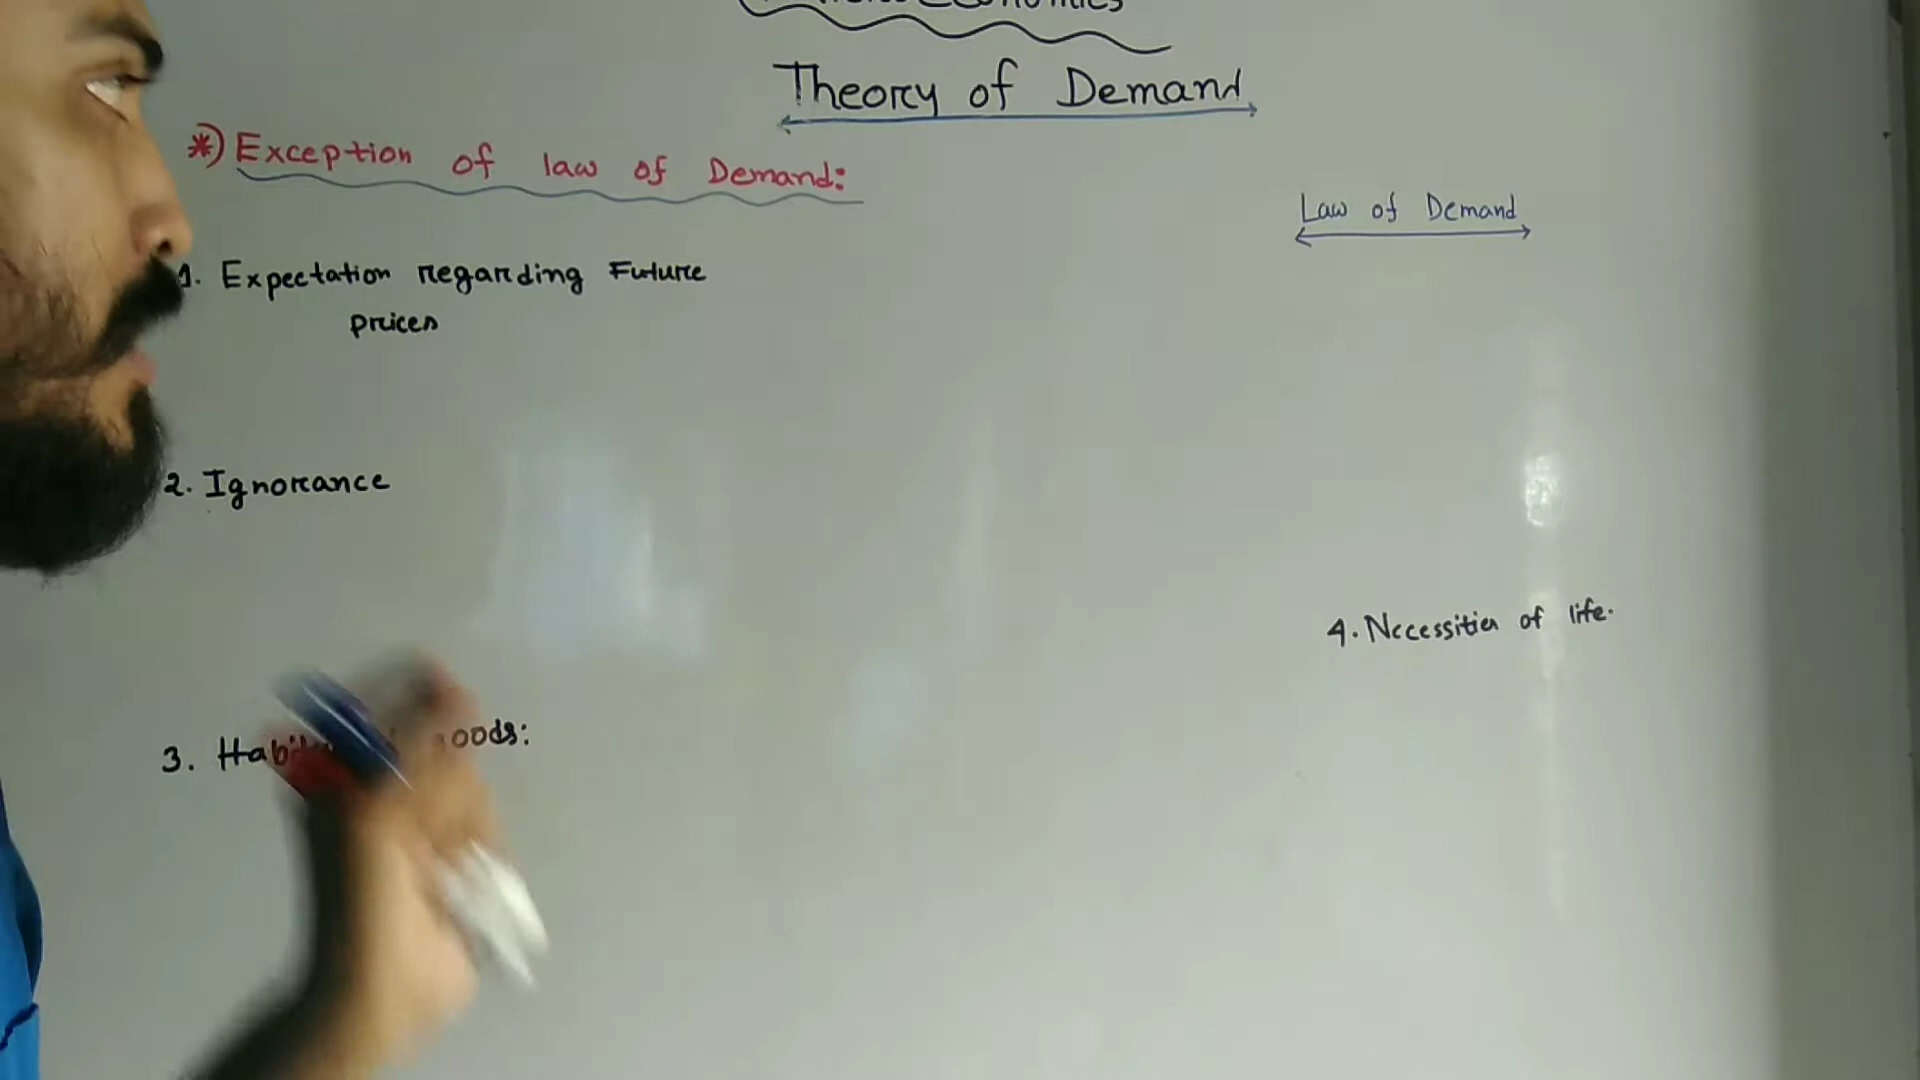 Economics
Theory of Demand
*) Exception of law of Demand:
Law of Demand
1. Expectation regarding Future
prices
2. Ignorance
4. Necessities of life.
3.